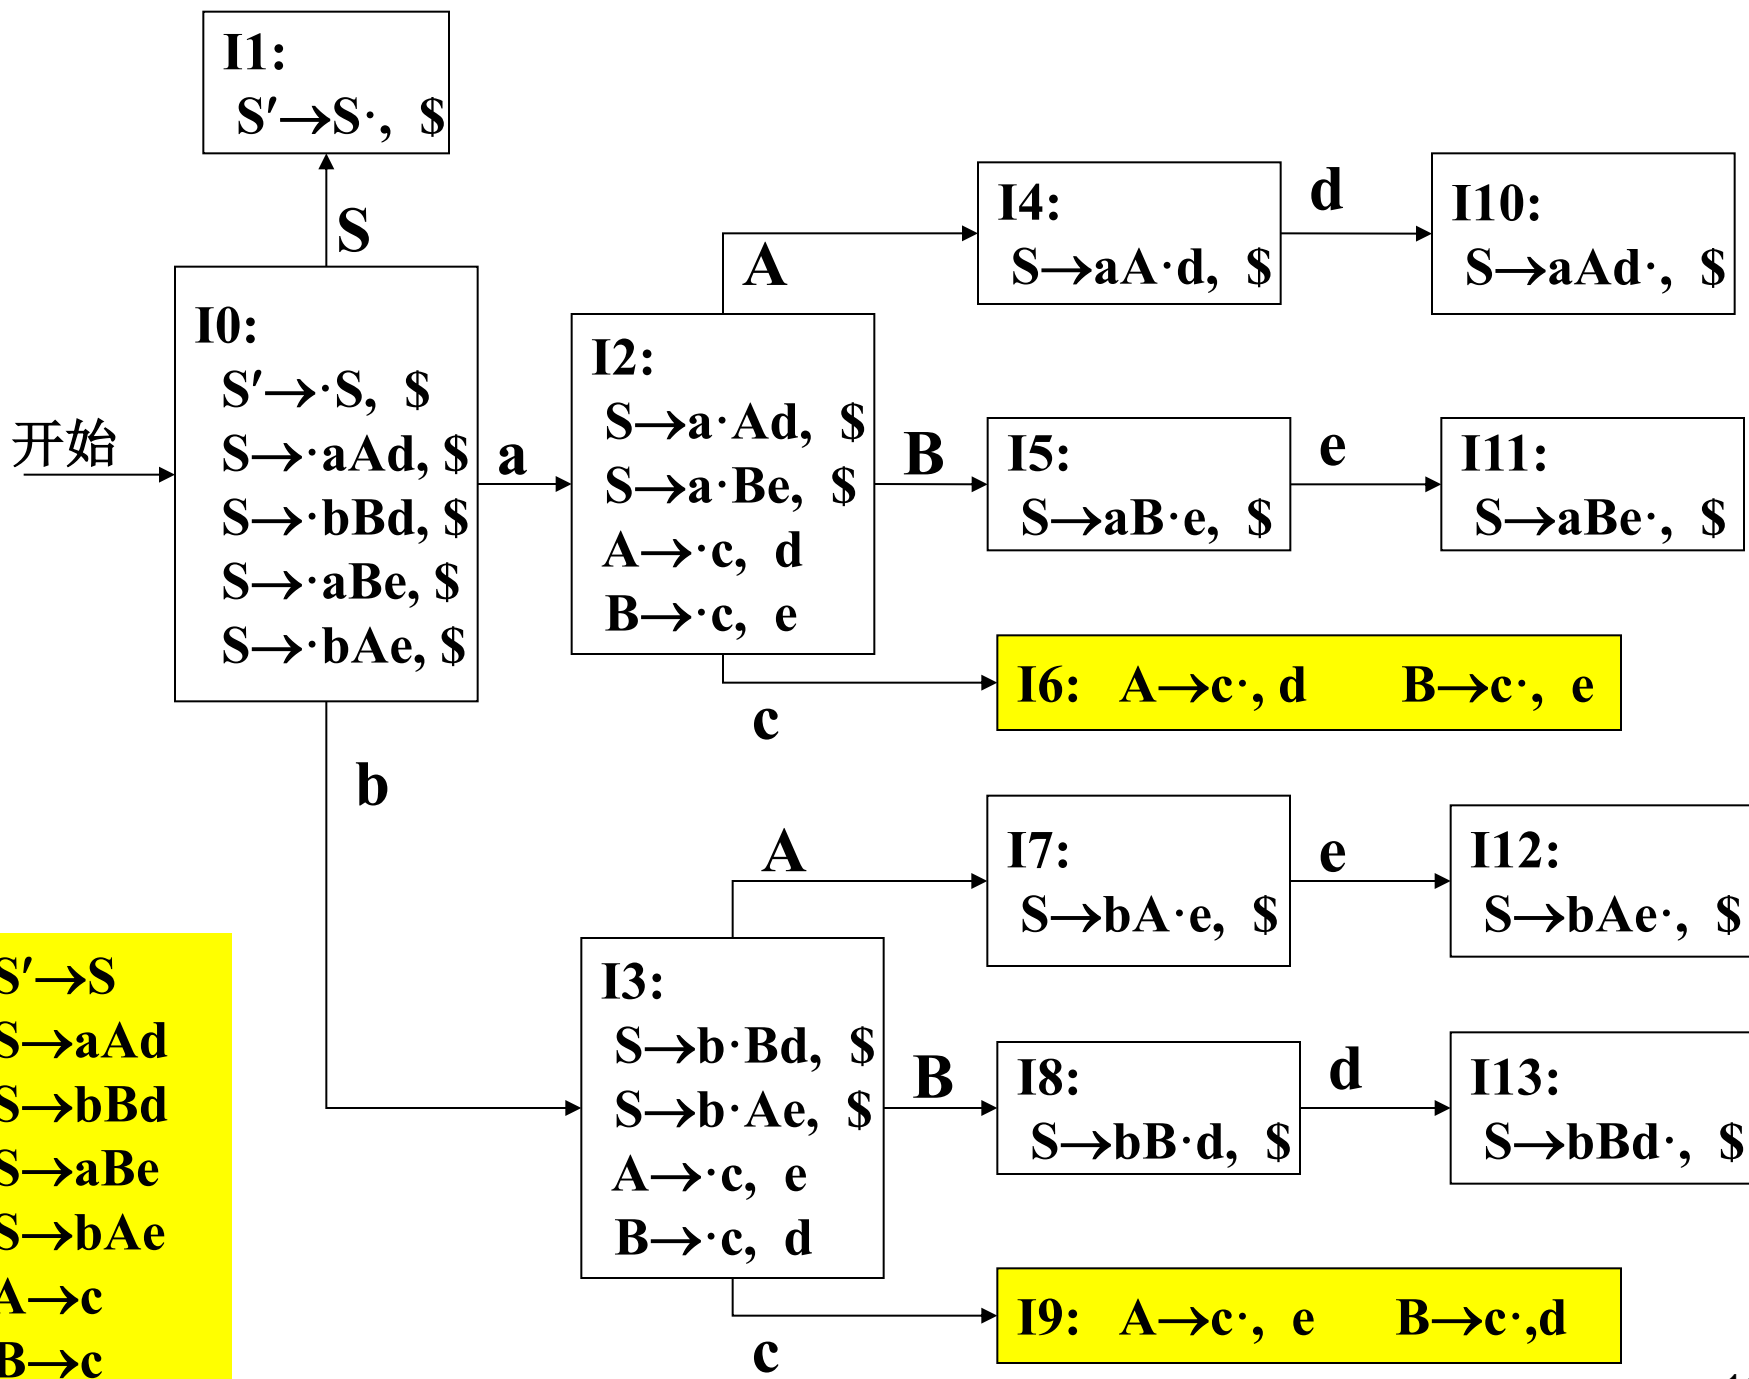 I1:
S′→S·, $
S
I0:
S′→·S, $
S→·aAd, $
S→·bBd, $
S→·aBe, $
S→·bAe, $
开始
a
b
I2:
S→a·Ad, $
S→a·Be, $
A→·c, d
B→·c, e
A
I4:
S→aA·d, $
d
I10:
S→aAd·, $
B
I5:
S→aB·e, $
e
I11:
S→aBe·, $
c
I6: A→c·, d B→c·, e
I3:
S→b·Bd, $
S→b·Ae, $
A→·c, e
B→·c, d
A
I7:
S→bA·e, $
e
I12:
S→bAe·, $
B
I8:
S→bB·d, $
d
I13:
S→bBd·, $
c
I9: A→c·, e B→c·,d
S′→S
S→aAd
S→bBd
S→aBe
S→bAe
A→c
B→c